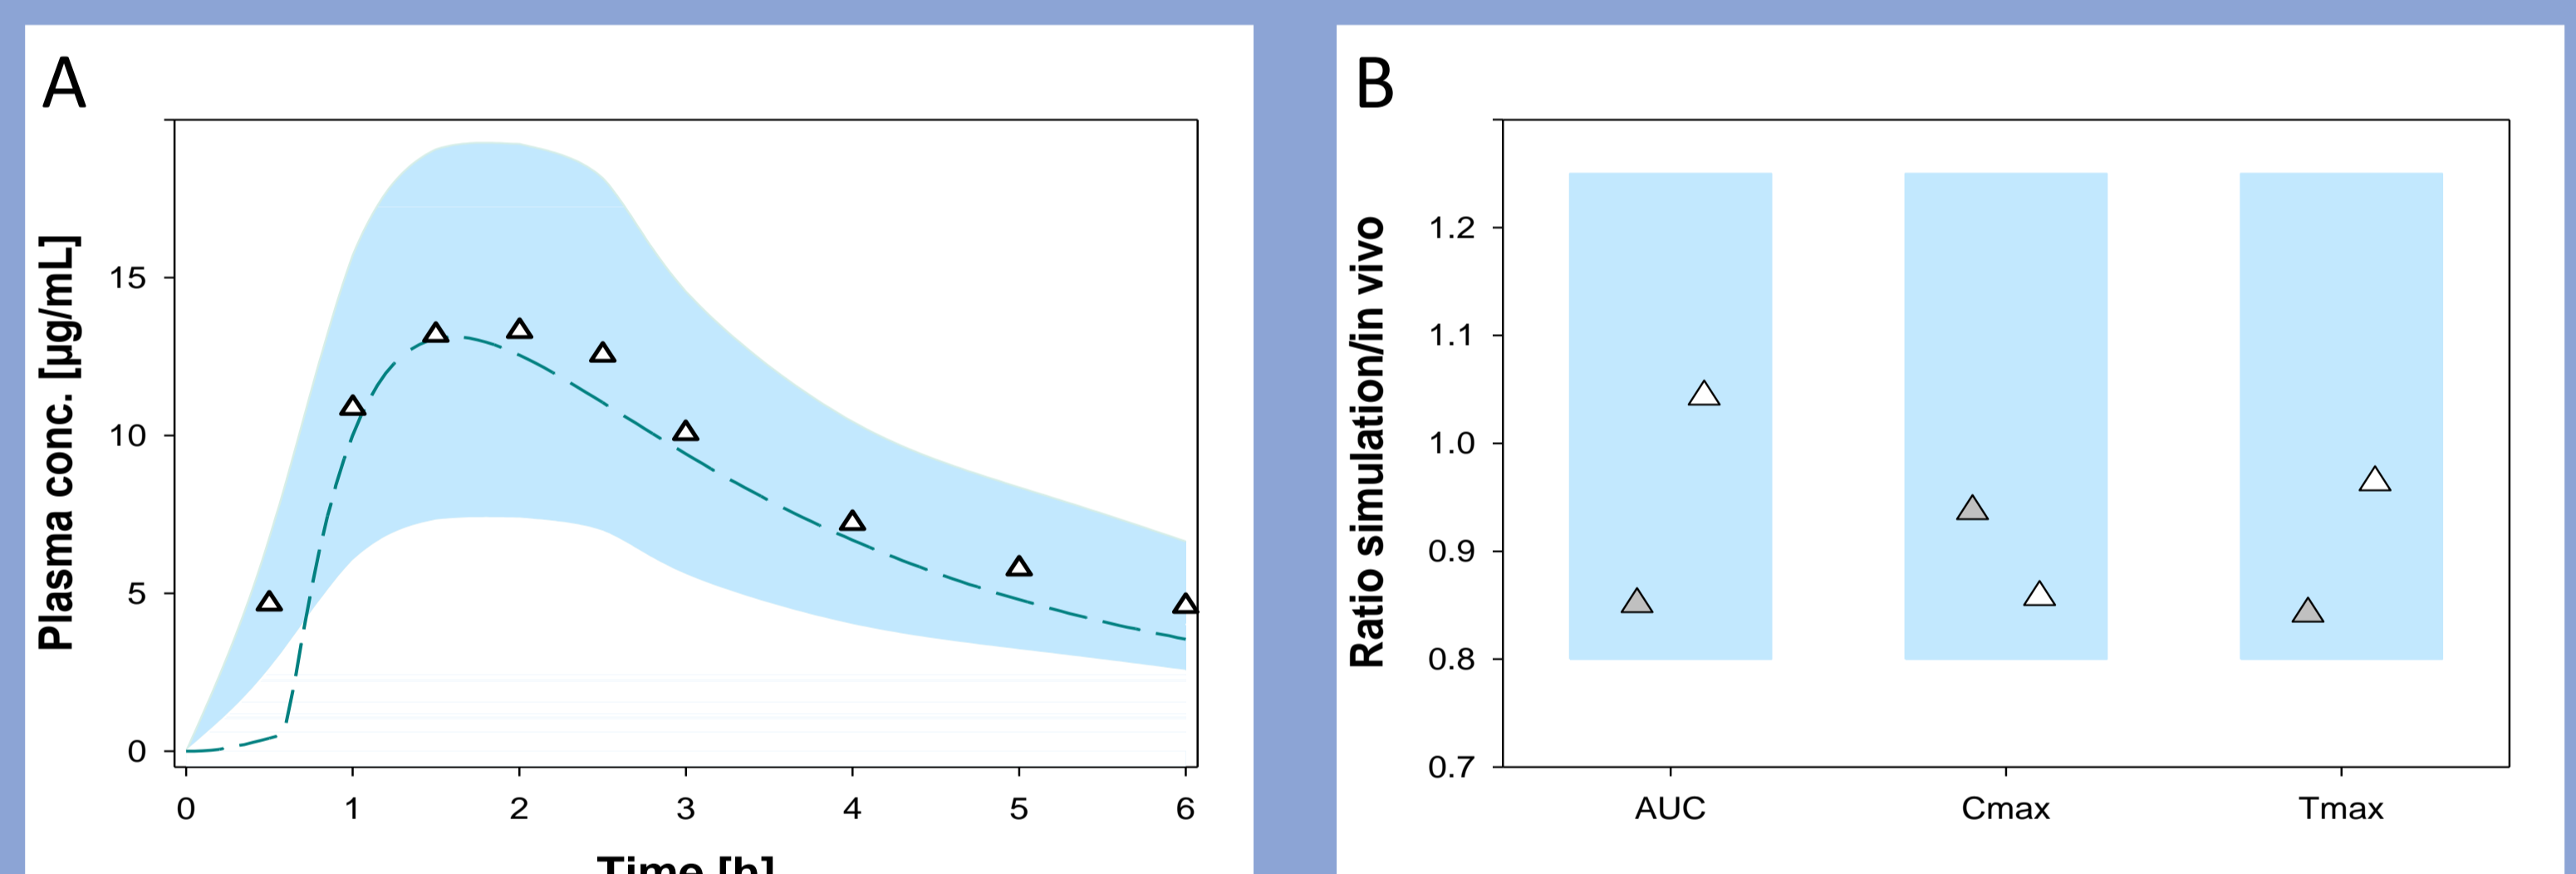 A
Plasma conc. [µg/mL]
15
10
5
0
0 1 2 3 4 5 6
Time [h]
B
Ratio simulation/in vivo
1.2
1.1
1.0
0.9
0.8
0.7
AUC Cmax Tmax